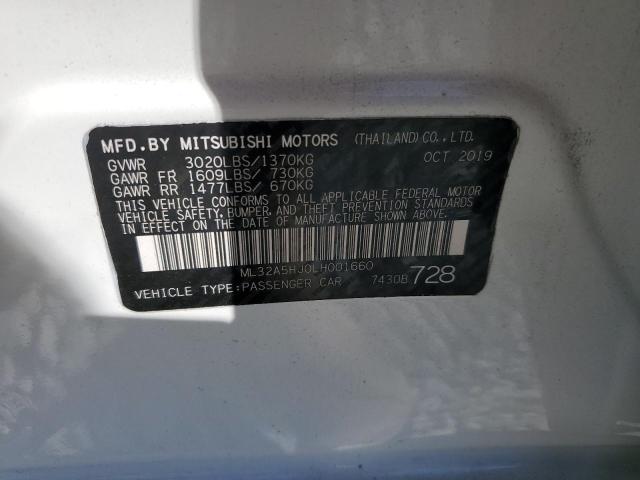 MFD.BY MITSUBISHI MOTORS (THAILAND)CO.,LTD.
GVWR 3020LBS/1370KG OCT 2019
GAWR FR 1609LBS/ 730KG
GAWR RR 1477LBS/ 670KG
THIS VEHICLE CONFORMS TO ALL APPLICABLE FEDERAL MOTOR
VEHICLE SAFETY, BUMPER, AND THEFT PREVENTION STANDARDS
IN EFFECT ON THE DATE OF MANUFACTURE SHOWN ABOVE
ML32A5HJ0LH001660
VEHICLE TYPE:PASSENGER CAR 7430B 728